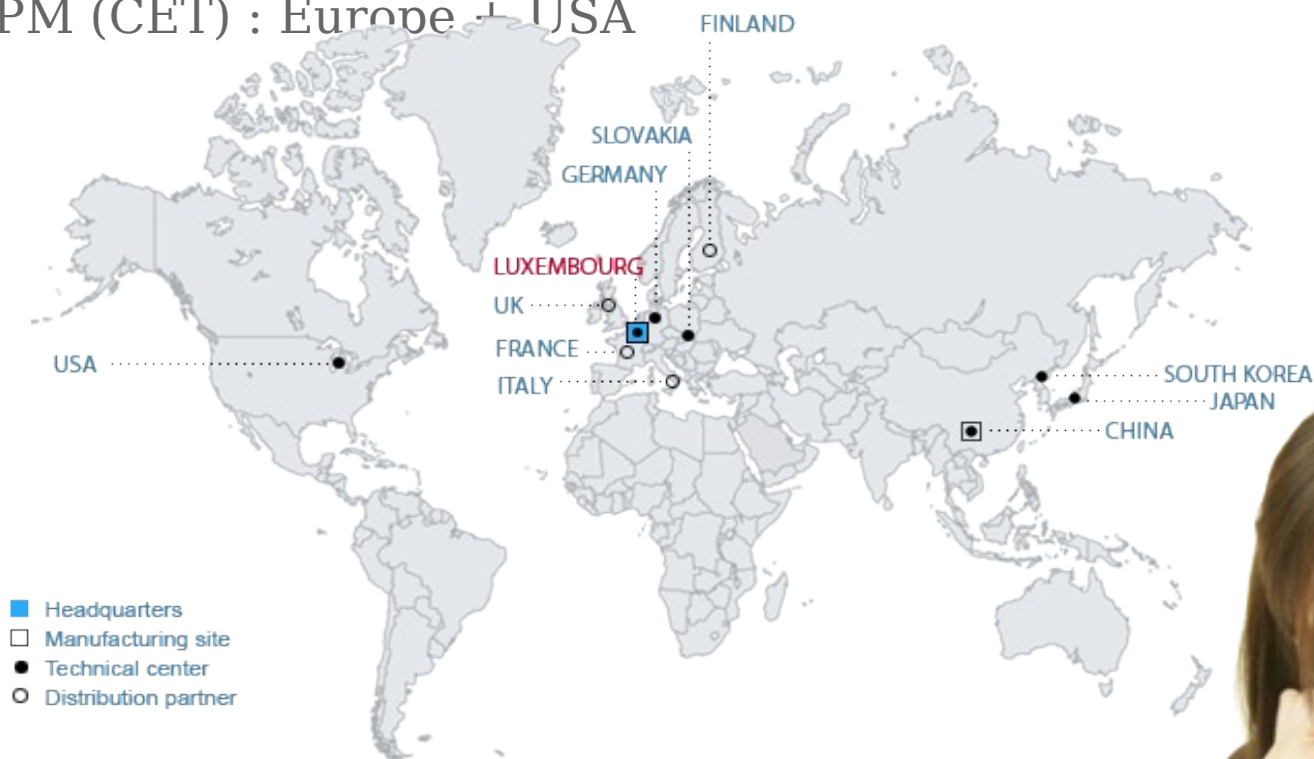 PM (CET) : Europe + USA
FINLAND
SLOVAKIA
GERMANY
LUXEMBOURG
UK
FRANCE
USA
ITALY
SOUTH KOREA
JAPAN
CHINA
Headquarters
Manufacturing site
Technical center
Distribution partner